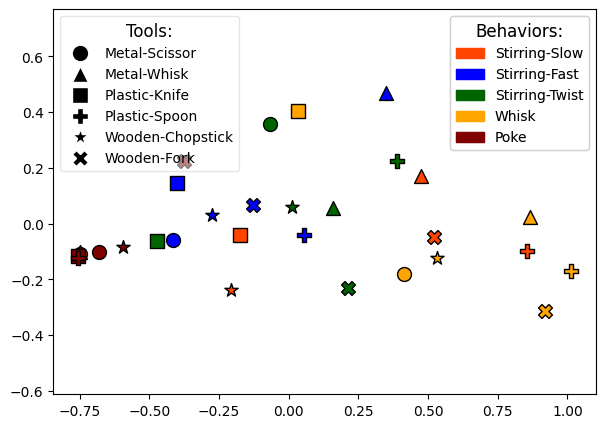 Tools:
Metal-Scissor
Metal-Whisk
Plastic-Knife
Plastic-Spoon
Wooden-Chopstick
Wooden-Fork
Behaviors:
Stirring-Slow
Stirring-Fast
Stirring-Twist
Whisk
Poke
0.6
0.4
0.2
0.0
−0.2
−0.4
−0.6
−0.75 −0.50 −0.25 0.00 0.25 0.50 0.75 1.00